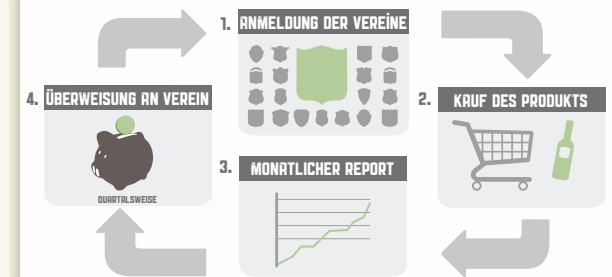 1. ANMELDUNG DER VEREINE
2. KAUF DES PRODUKTS
3. MONATLICHER REPORT
4. ÜBERWEISUNG AN VEREIN
QUARTALSWEISE